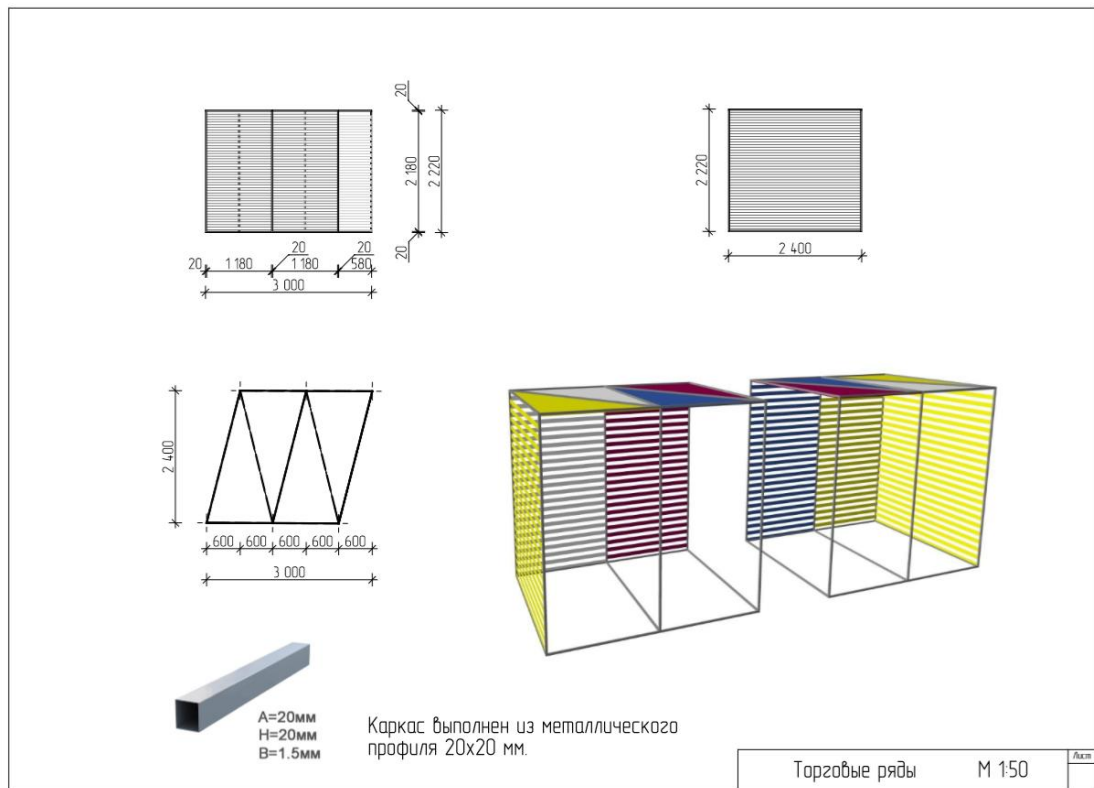 20
2 180
2 220
20
20
1 180
20
1 180
20
580
3 000
2 220
2 400
2 400
600
600
600
600
600
3 000
A=20мм
H=20мм
B=1.5мм
Каркас выполнен из металлического
профиля 20х20 мм.
Торговые ряды М 1:50
Лист